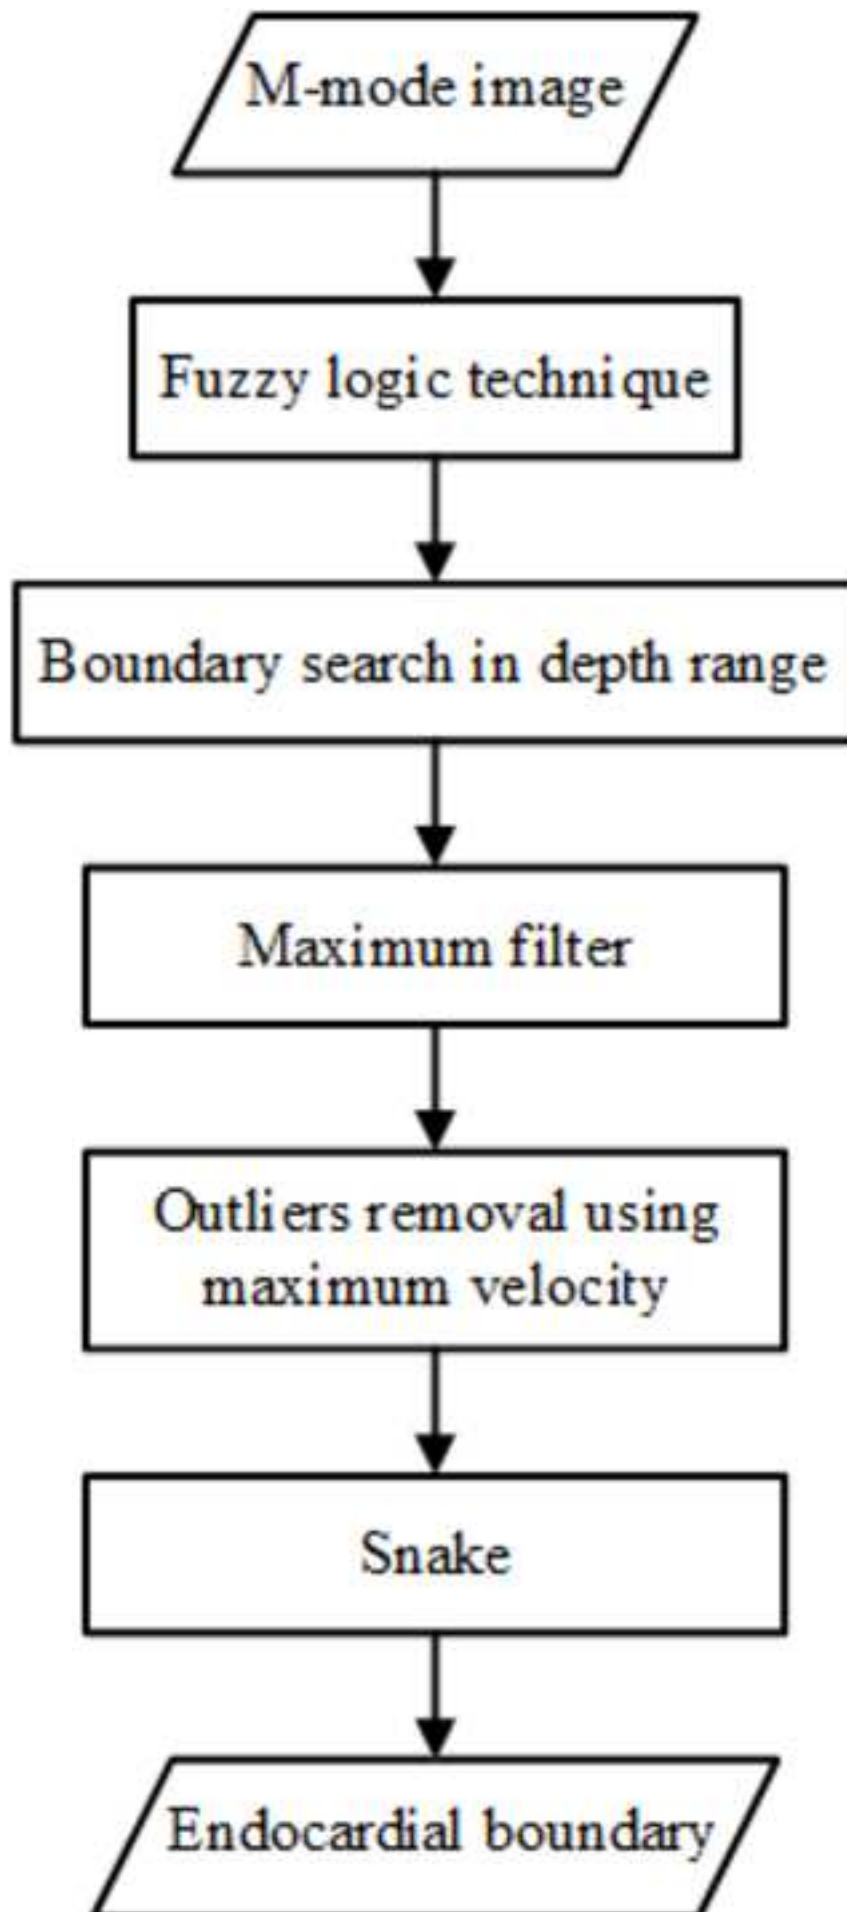 M-mode image
Fuzzy logic technique
Boundary search in depth range
Maximum filter
Outliers removal using
maximum velocity
Snake
Endocardial boundary